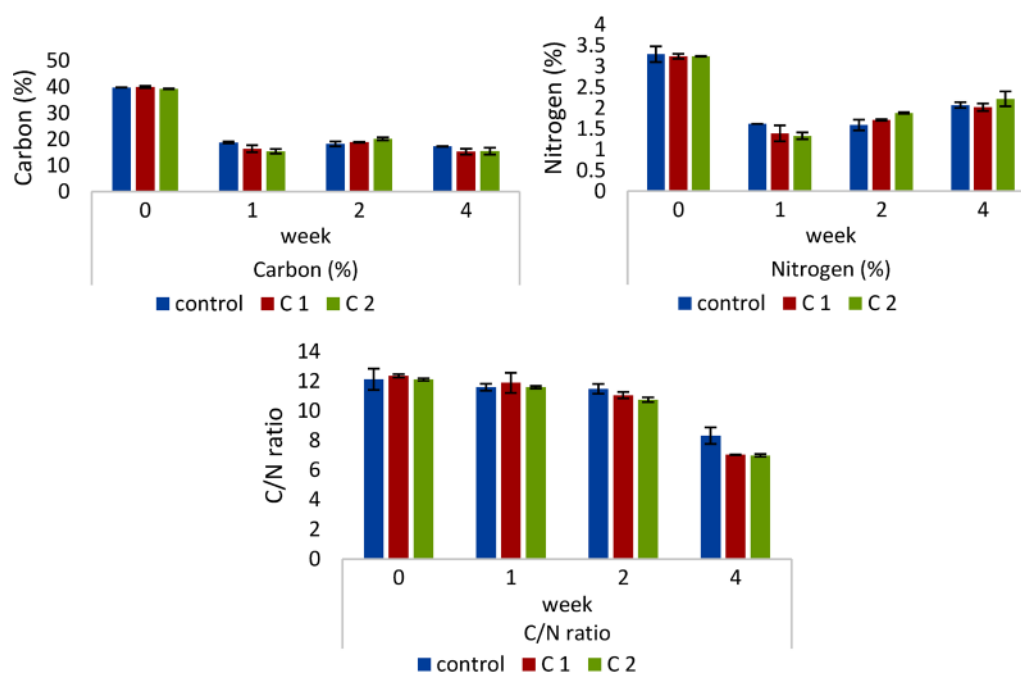 Carbon (%)
50
40
30
20
10
0
0 1 2 4
week
Carbon (%)
control C 1 C 2
Nitrogen (%)
4
3.5
3
2.5
2
1.5
1
0.5
0
0 1 2 4
week
Nitrogen (%)
control C 1 C 2
C/N ratio
14
12
10
8
6
4
2
0
0 1 2 4
week
C/N ratio
control C 1 C 2